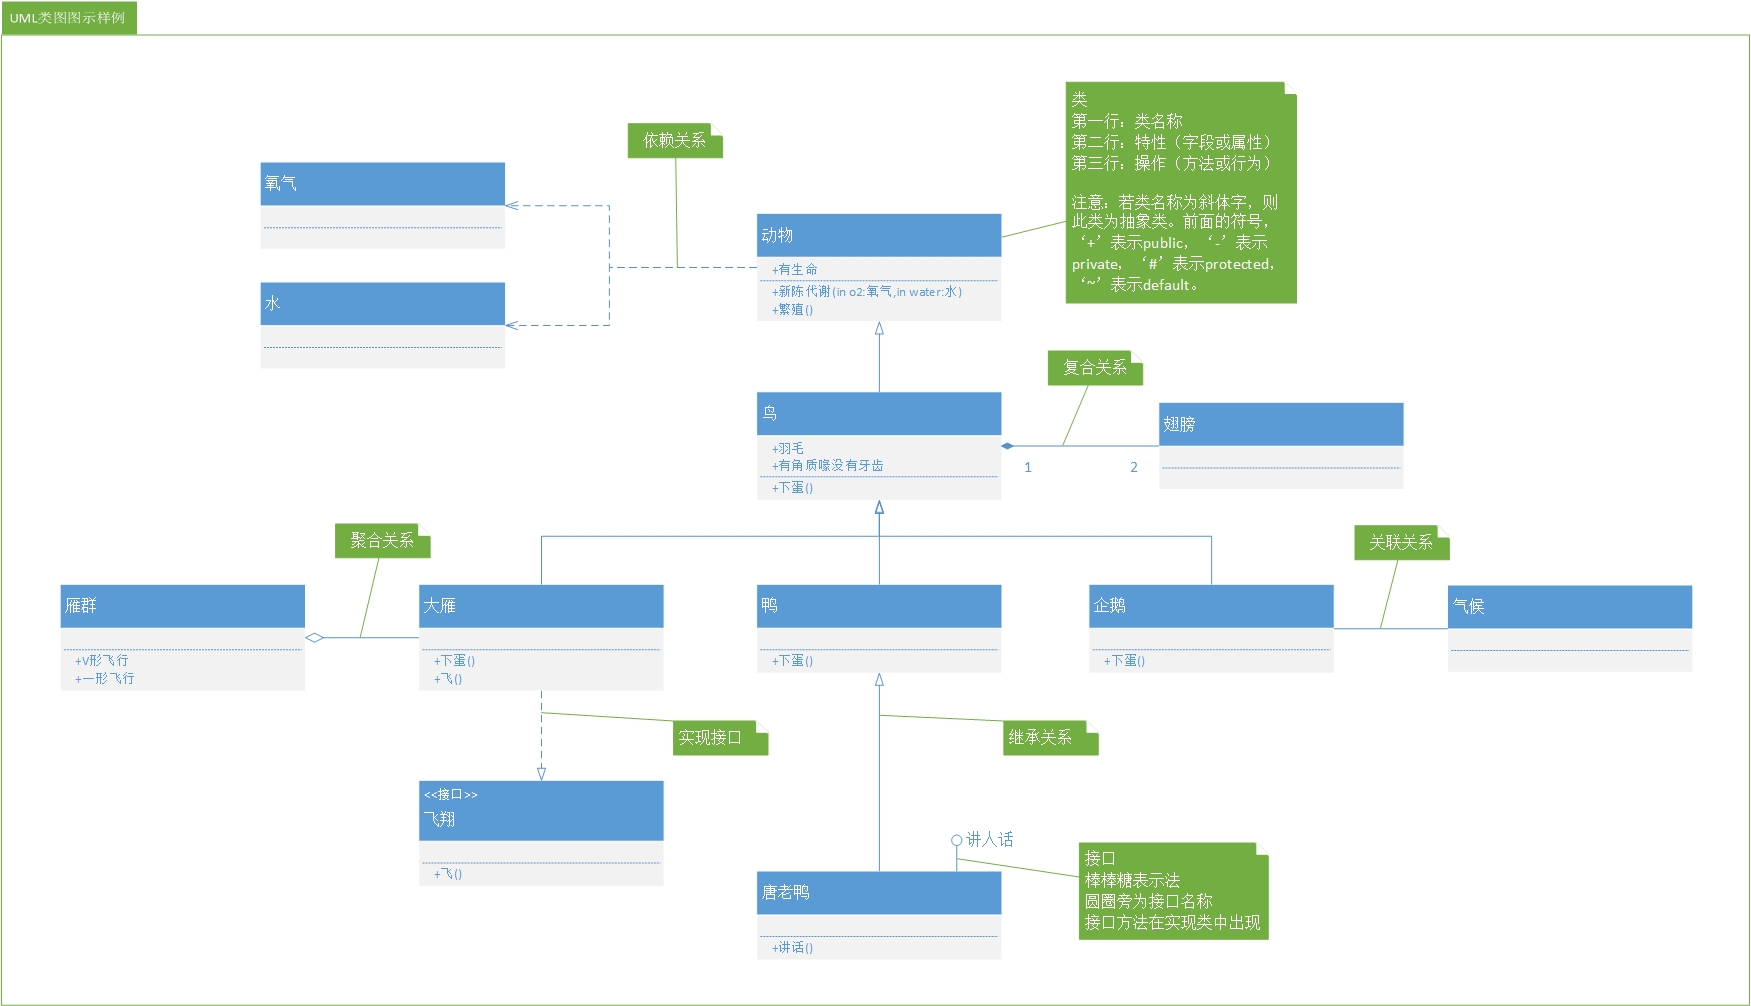 UML类图图示样例
类
第一行：类名称
第二行：特性（字段或属性）
第三行：操作（方法或行为）
注意：若类名称为斜体字，则
此类为抽象类。前面的符号，
‘+’表示public，‘-’表示
private，‘#’表示protected，
‘~’表示default。
依赖关系
氧气
水
动物
+有生命
+新陈代谢(in o2:氧气,in water:水)
+繁殖()
复合关系
鸟
+羽毛
+有角质喙没有牙齿
+下蛋()
1
2
翅膀
聚合关系
关联关系
雁群
+V形飞行
+一形飞行
大雁
+下蛋()
+飞()
鸭
+下蛋()
企鹅
+下蛋()
气候
实现接口
继承关系
<<接口>>
飞翔
+飞()
讲人话
唐老鸭
+讲话()
接口
棒棒糖表示法
圆圈旁为接口名称
接口方法在实现类中出现